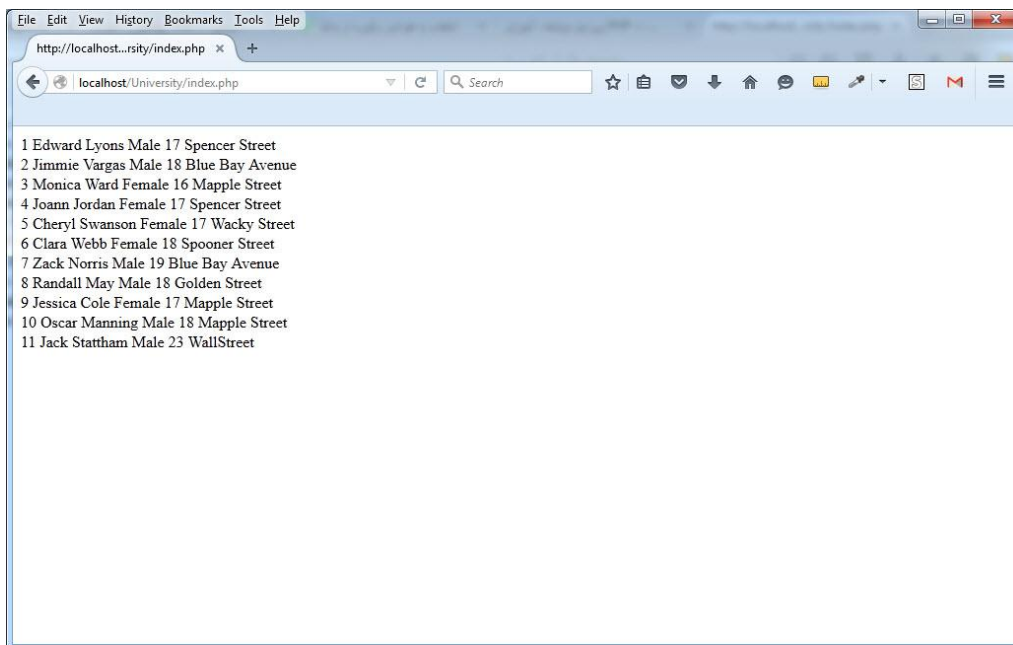 File Edit View History Bookmarks Tools Help
http://localhost...rsity/index.php × +
localhost/University/index.php Search
1 Edward Lyons Male 17 Spencer Street
2 Jimmie Vargas Male 18 Blue Bay Avenue
3 Monica Ward Female 16 Mapple Street
4 Joann Jordan Female 17 Spencer Street
5 Cheryl Swanson Female 17 Wacky Street
6 Clara Webb Female 18 Spooner Street
7 Zack Norris Male 19 Blue Bay Avenue
8 Randall May Male 18 Golden Street
9 Jessica Cole Female 17 Mapple Street
10 Oscar Manning Male 18 Mapple Street
11 Jack Stattham Male 23 WallStreet